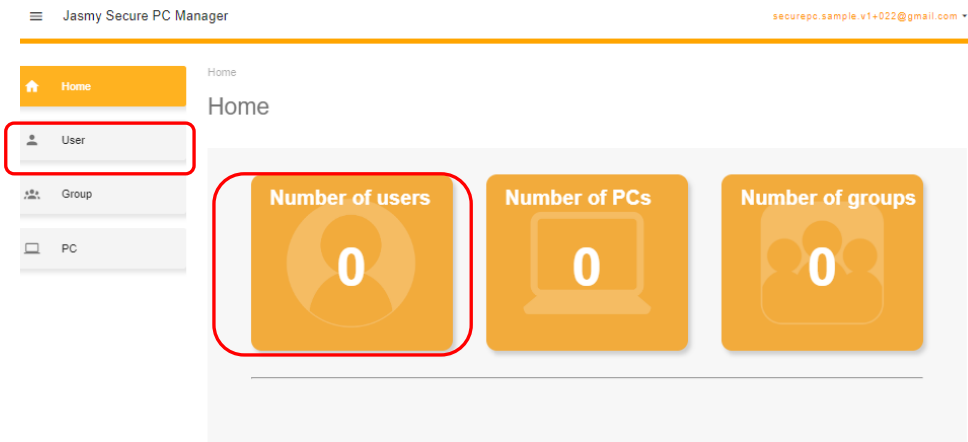 Jasmy Secure PC Manager
securepc.sample.v1+022@gmail.com
Home
User
Group
PC
Home
Home
Number of users
0
Number of PCs
0
Number of groups
0